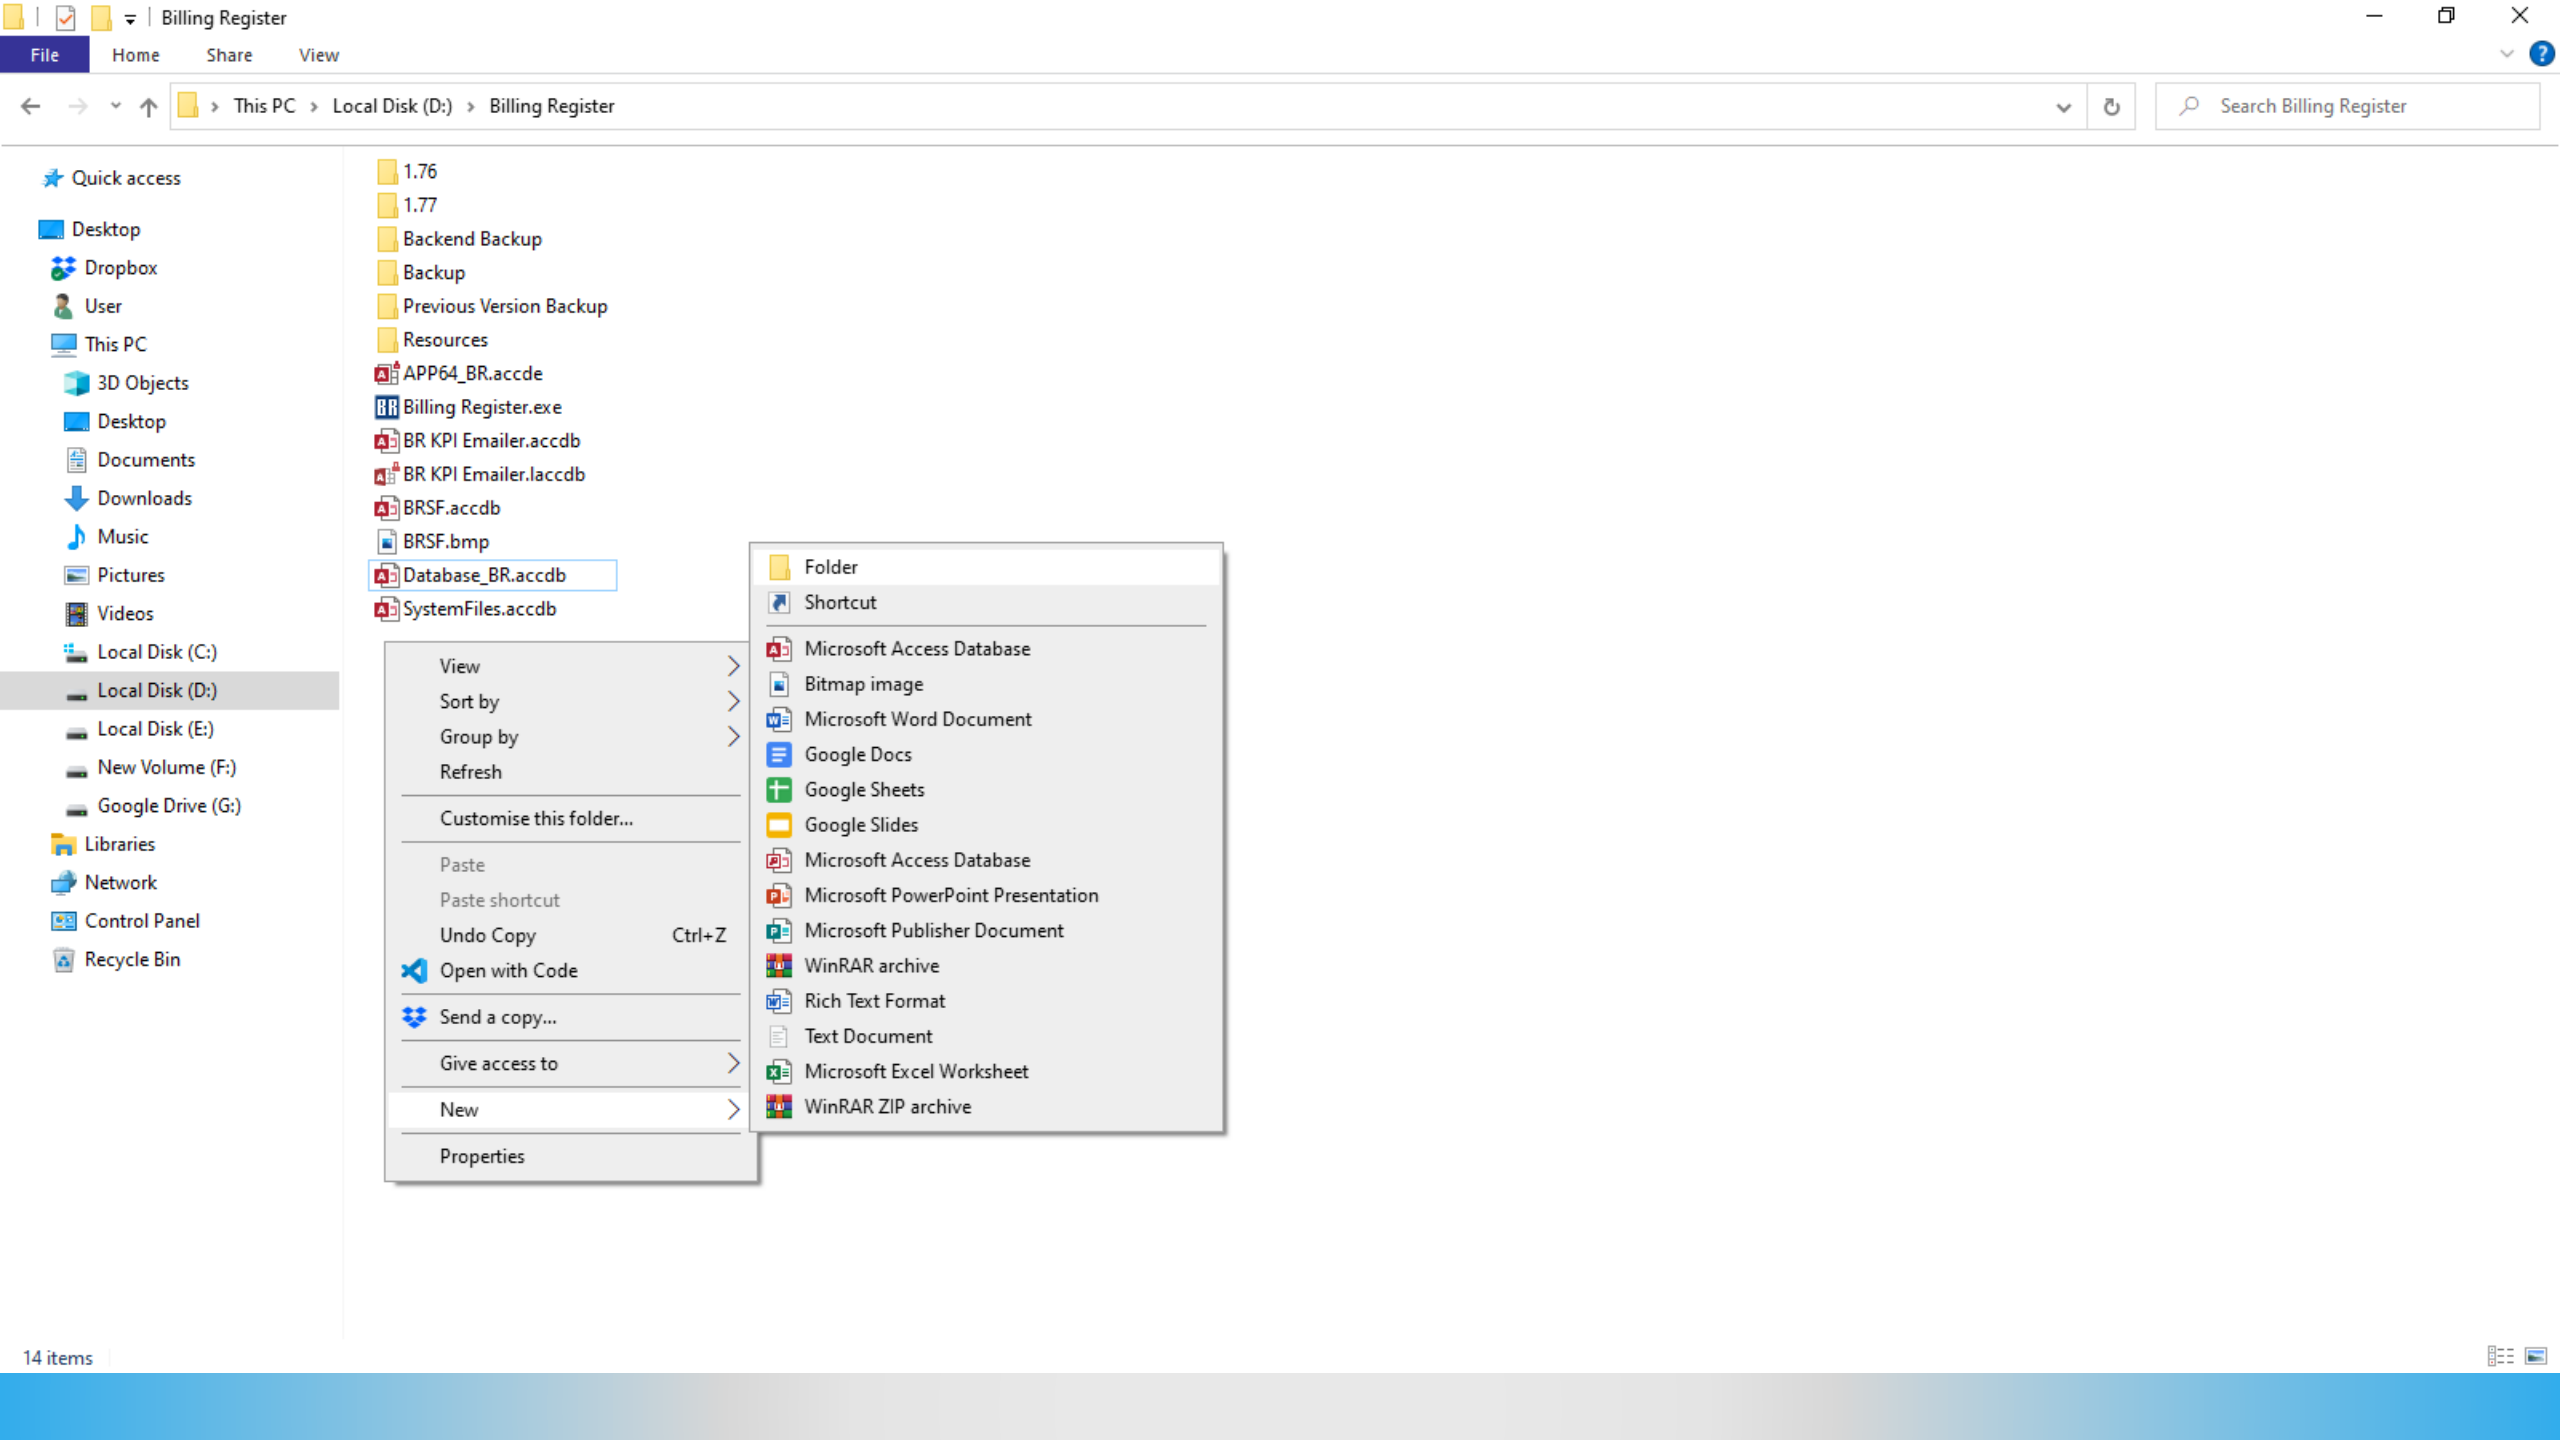 Billing Register
File Home Share View
This PC > Local Disk (D:) > Billing Register
Search Billing Register
Quick access
Desktop
Dropbox
User
This PC
3D Objects
Desktop
Documents
Downloads
Music
Pictures
Videos
Local Disk (C:)
Local Disk (D:)
Local Disk (E:)
New Volume (F:)
Google Drive (G:)
Libraries
Network
Control Panel
Recycle Bin
1.76
1.77
Backend Backup
Backup
Previous Version Backup
Resources
APP64_BR.accde
Billing Register.exe
BR KPI Emailer.accdb
BR KPI Emailer.laccdb
BRSF.accdb
BRSF.bmp
Database_BR.accdb
SystemFiles.accdb
View
Sort by
Group by
Refresh
Customise this folder...
Paste
Paste shortcut
Undo Copy Ctrl+Z
Open with Code
Send a copy...
Give access to
New
Properties
Folder
Shortcut
Microsoft Access Database
Bitmap image
Microsoft Word Document
Google Docs
Google Sheets
Google Slides
Microsoft Access Database
Microsoft PowerPoint Presentation
Microsoft Publisher Document
WinRAR archive
Rich Text Format
Text Document
Microsoft Excel Worksheet
WinRAR ZIP archive
14 items